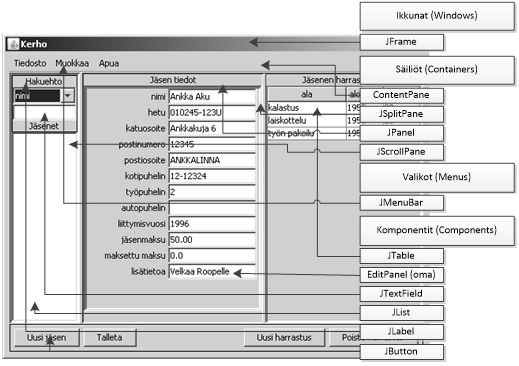 Ikkunat (Windows)
JFrame
Kerho
Tiedosto Muokkaa Apua
Säiliöt (Containers)
ContentPane
JSplitPane
JPanel
JScrollPane
Hakuehto
nimi
Jäsenet
Jäsen tiedot
nimi Ankka Aku
hetu 010245-123U
katuosoite Ankkakuja 6
postinumero 12345
postiosoite ANKKALINNA
kotipuhelin 12-12324
työpuhelin 2
autopuhelin
liittymisvuosi 1996
jäsenmaksu 50.00
maksettu maksu 0.0
lisätietoa Velkaa Roopelle
Jäsenen harras
ala
kalastus 195
laiskottelu 195
työn pakoilu 195
Valikot (Menus)
JMenuBar
Komponentit (Components)
JTable
EditPanel (oma)
JTextField
JList
JLabel
JButton
Uusi jäsen Talleta Uusi harrastus